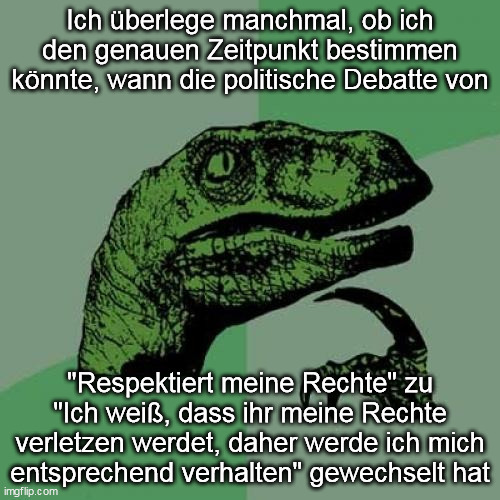 Ich überlege manchmal, ob ich
den genauen Zeitpunkt bestimmen
könnte, wann die politische Debatte von
"Respektiert meine Rechte" zu
"Ich weiß, dass ihr meine Rechte
verletzen werdet, daher werde ich mich
entsprechend verhalten" gewechselt hat
imgflip.com